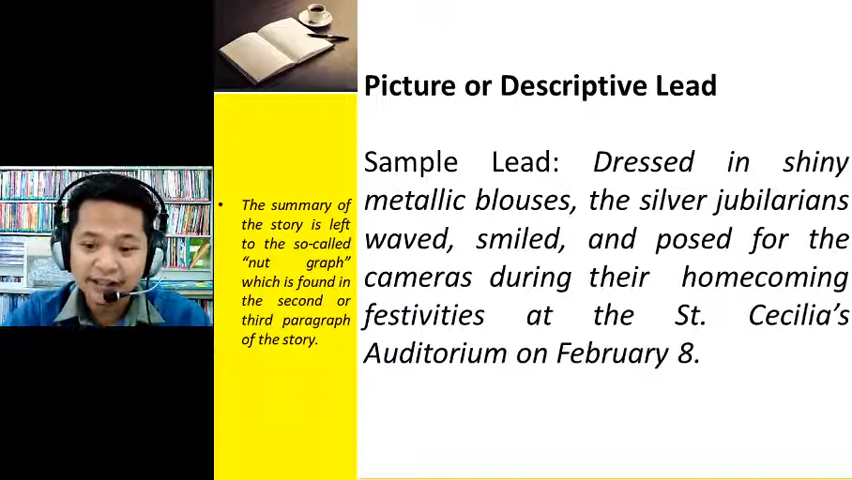 Picture or Descriptive Lead
Sample Lead: Dressed in shiny
metallic blouses, the silver jubilarians
waved, smiled, and posed for the
cameras during their homecoming
festivities at the St. Cecilia’s
Auditorium on February 8.
• The summary of
the story is left
to the so-called
“nut graph”
which is found in
the second or
third paragraph
of the story.